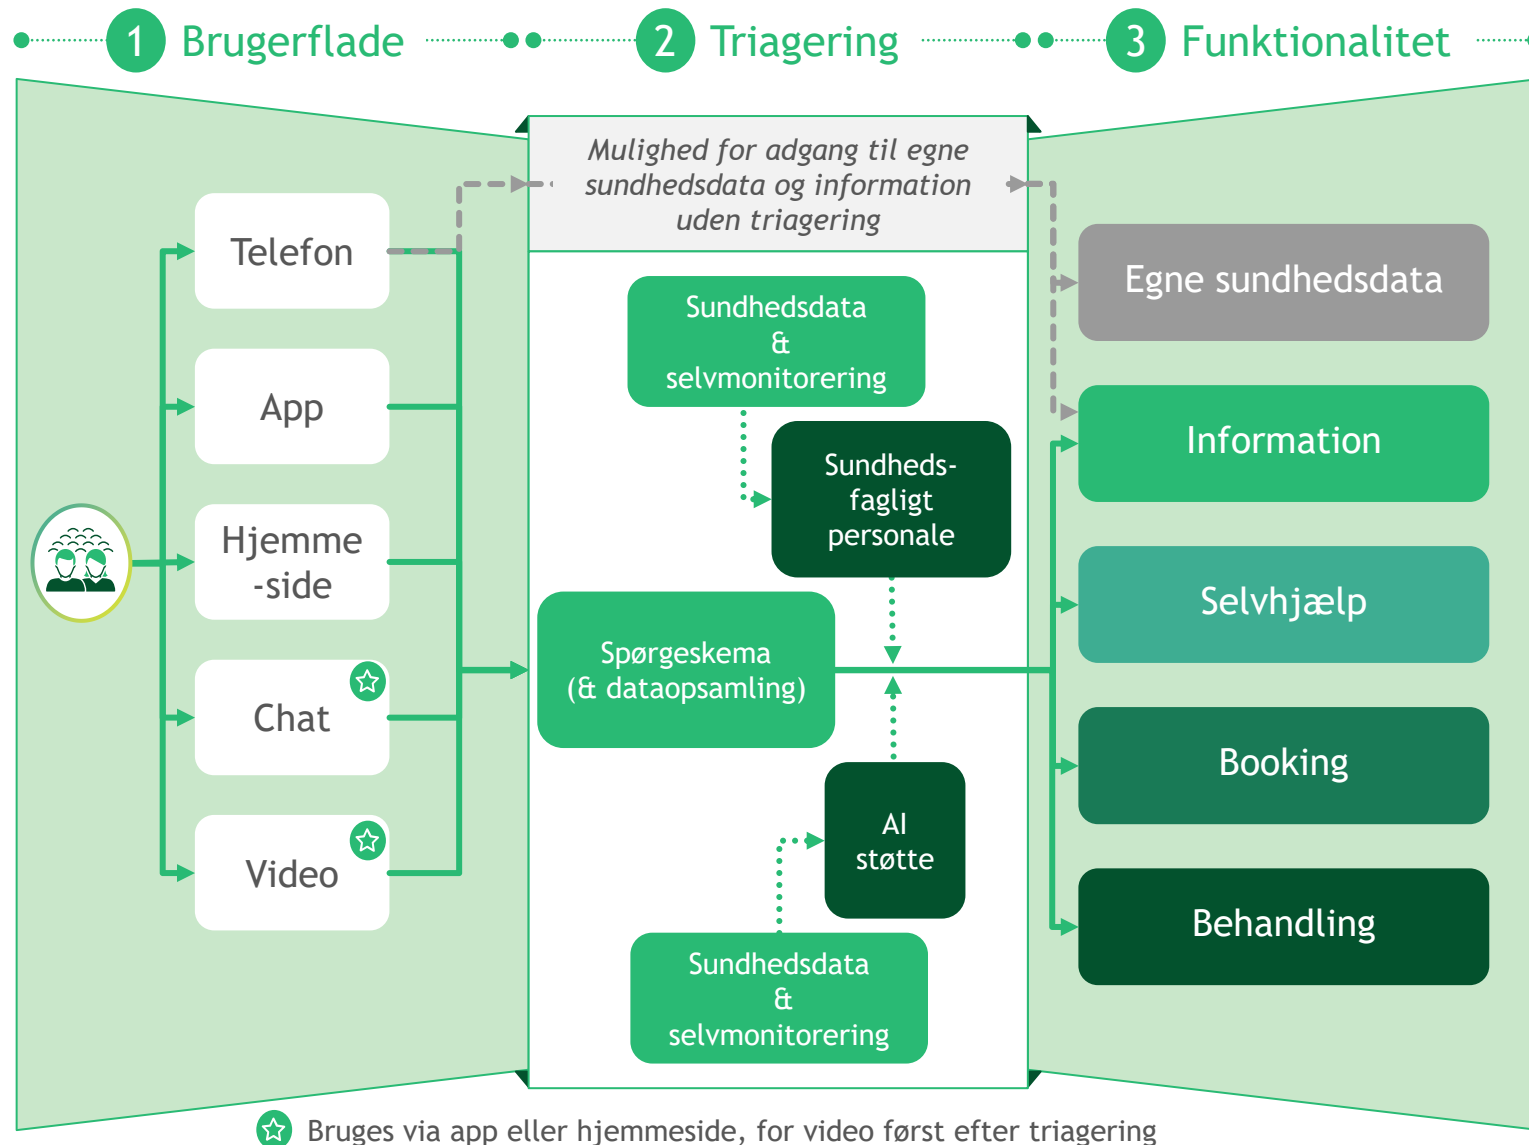 1 Brugerflade
2 Triagering
3 Funktionalitet
Mulighed for adgang til egne
sundhedsdata og information
uden triagering
Telefon
App
Hjemme
-side
Chat
Video
Sundhedsdata
&
selvmonitorering
Sundheds-
fagligt
personale
Spørgeskema
(& dataopsamling)
AI
støtte
Sundhedsdata
&
selvmonitorering
Egne sundhedsdata
Information
Selvhjælp
Booking
Behandling
Bruges via app eller hjemmeside, for video først efter triagering